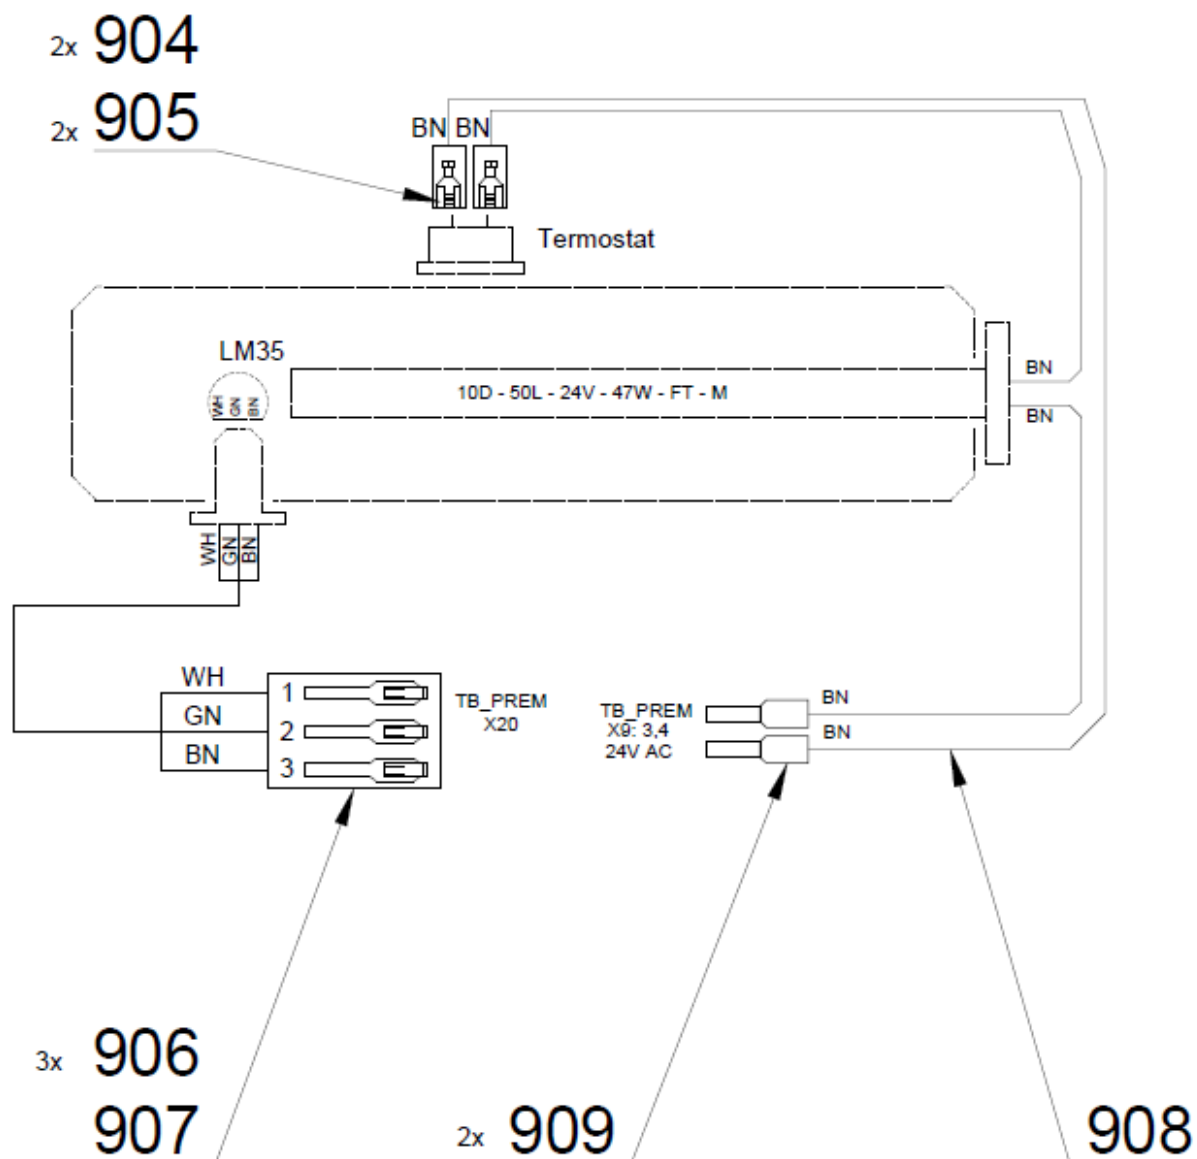 2x 904
2x 905
BN BN
Termostat
LM35
WH
GN
BN
10D - 50L - 24V - 47W - FT - M
BN
BN
WH
GN
BN
WH
GN
BN
1
2
3
TB_PREM
X20
TB_PREM
X9: 3,4
24V AC
BN
BN
3x 906
907
2x 909
908